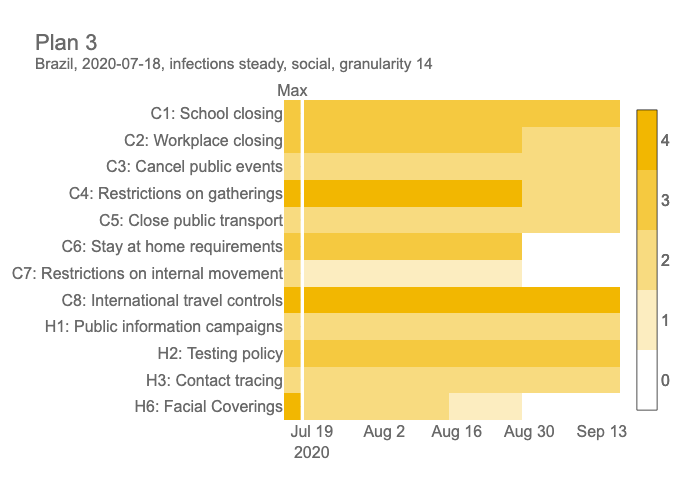 Plan 3
Brazil, 2020-07-18, infections steady, social, granularity 14
Max
C1: School closing
C2: Workplace closing
C3: Cancel public events
C4: Restrictions on gatherings
C5: Close public transport
C6: Stay at home requirements
C7: Restrictions on internal movement
C8: International travel controls
H1: Public information campaigns
H2: Testing policy
H3: Contact tracing
H6: Facial Coverings
Jul 19 Aug 2 Aug 16 Aug 30 Sep 13
2020
4
3
2
1
0